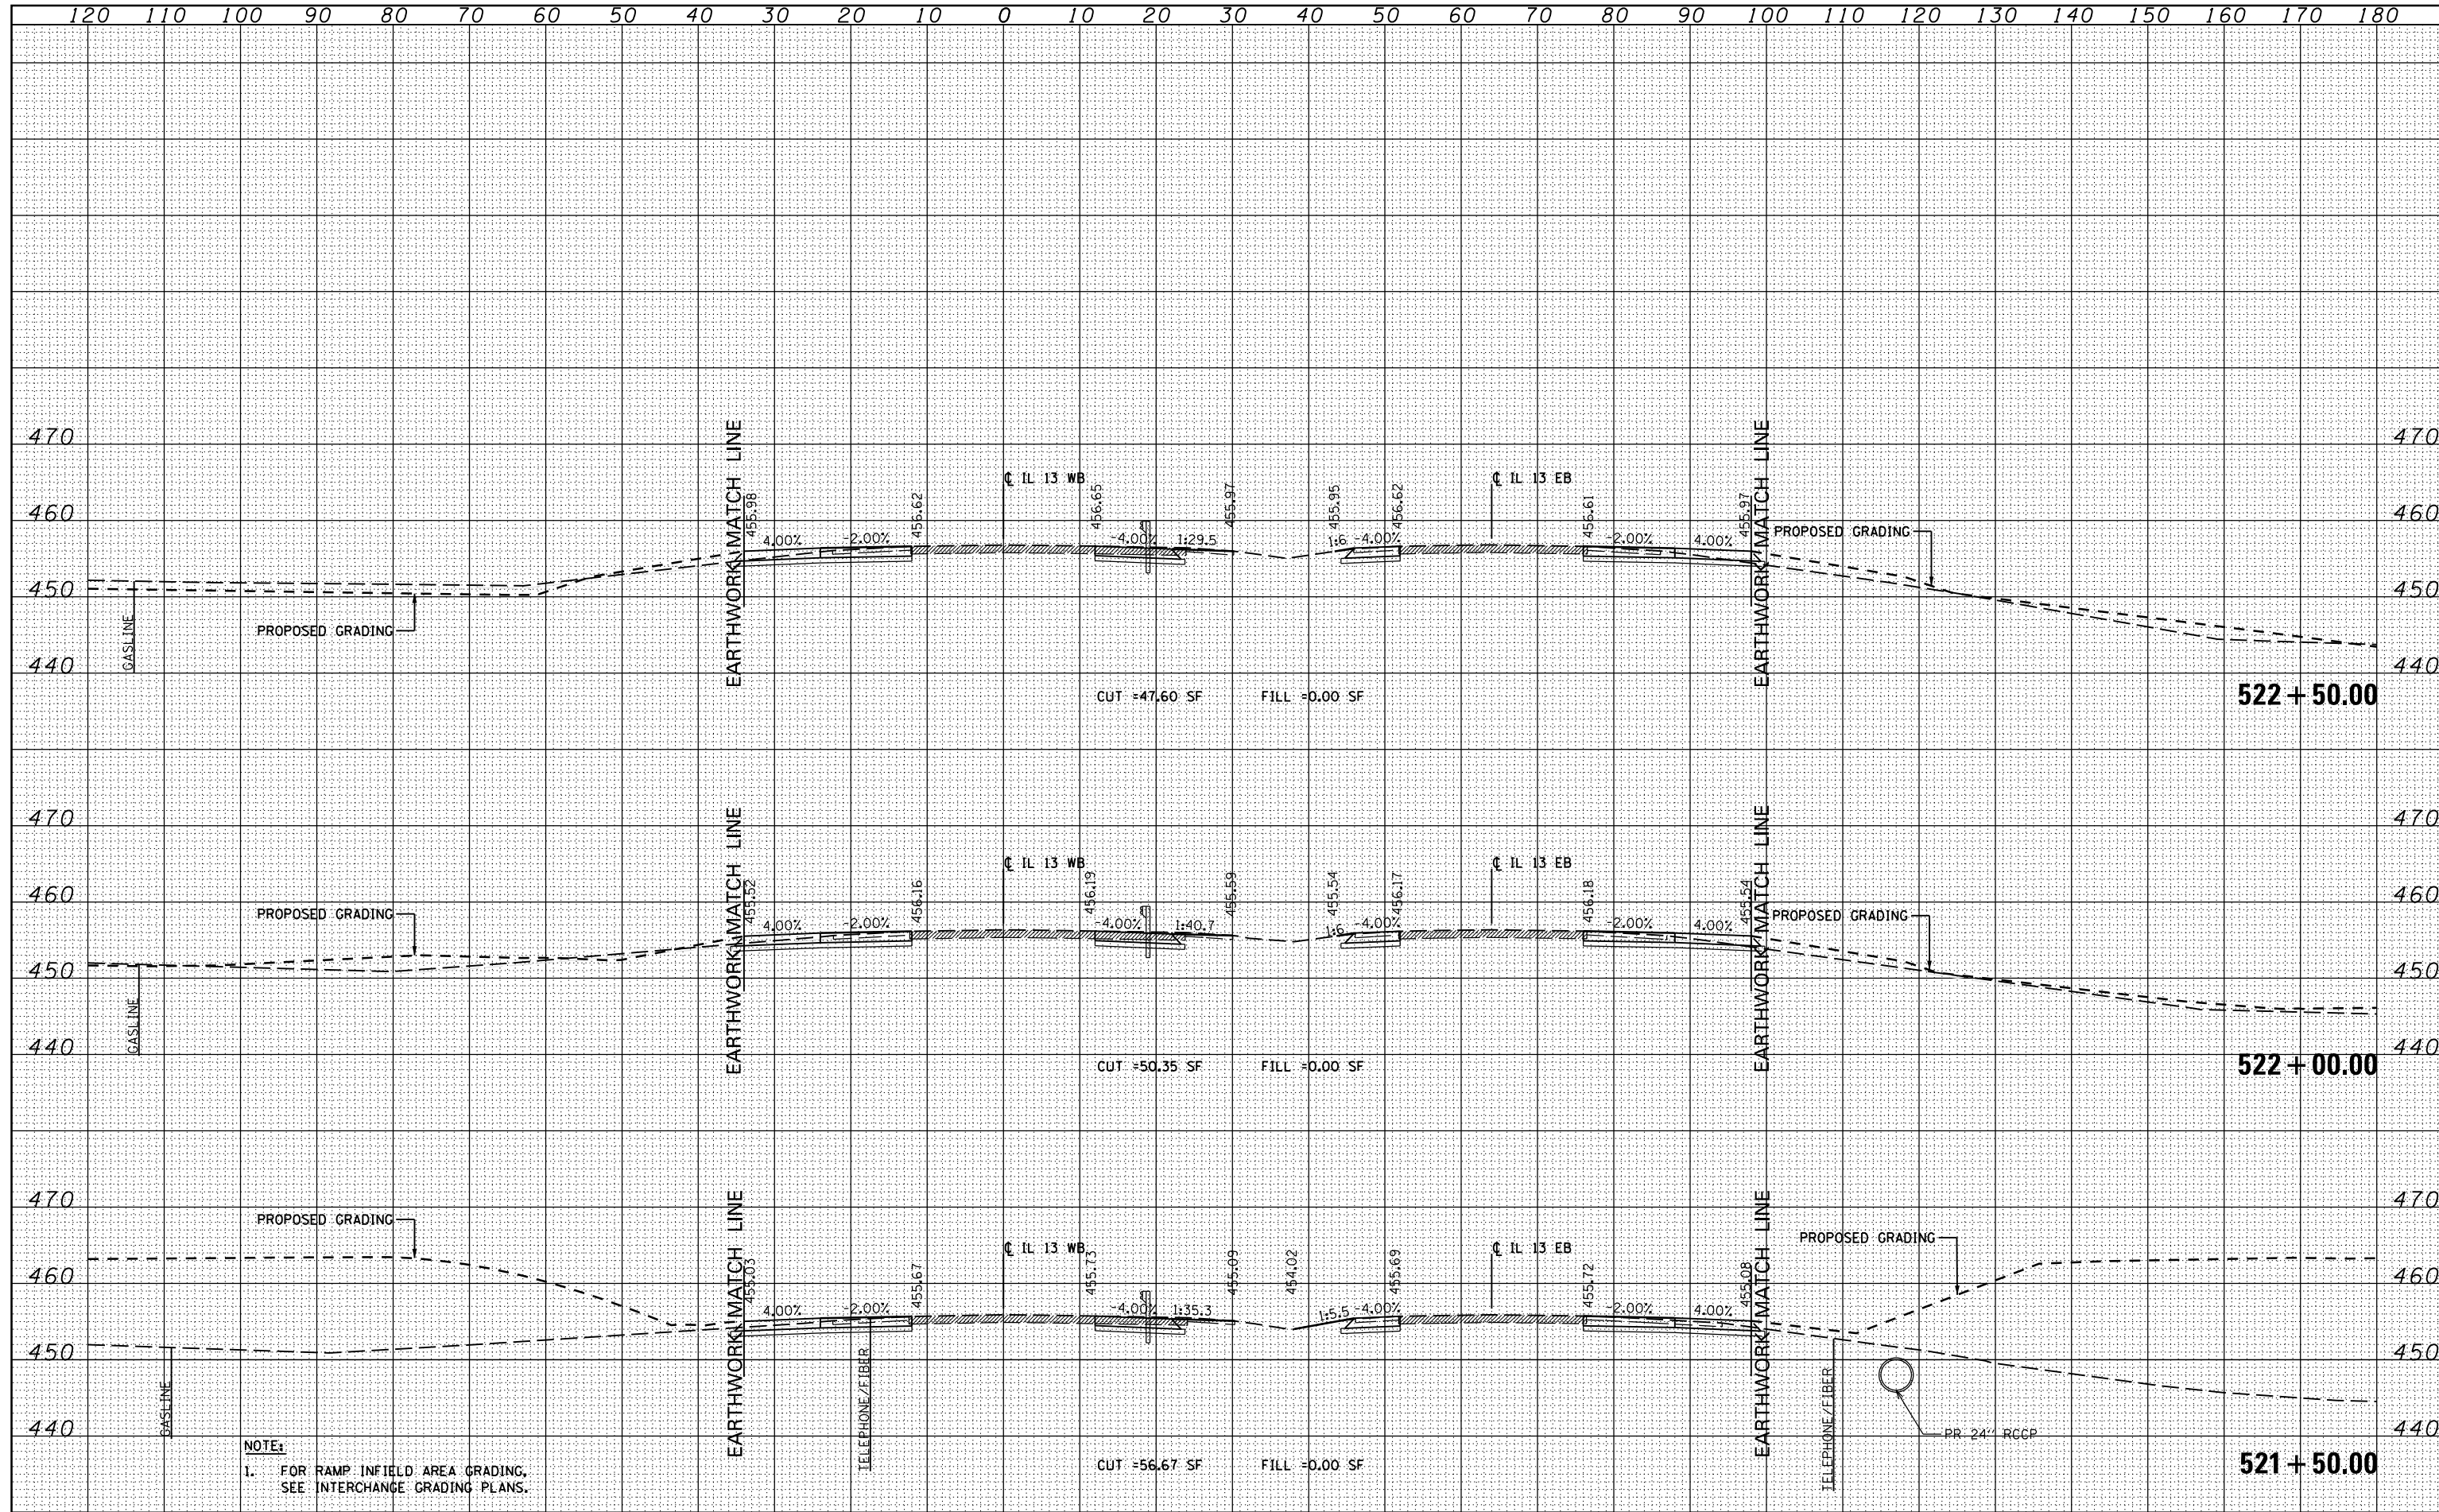 120 110 100 90 80 70 60 50 40 30 20 10 0 10 20 30 40 50 60 70 80 90 100 110 120 130 140 150 160 170 180
470 470
EARTHWORK MATCH LINE
EARTHWORK MATCH LINE
℄ IL 13 WB
℄ IL 13 EB
455.98 456.62 456.65 455.97 455.95 456.62 456.61 455.97
460 460
4.00% -2.00% -4.00% 1:29.5 1:6 -4.00% -2.00% 4.00%
PROPOSED GRADING
450 450
PROPOSED GRADING
GASLINE
440 440
CUT =47.60 SF FILL =0.00 SF
522 + 50.00
470 470
EARTHWORK MATCH LINE
EARTHWORK MATCH LINE
℄ IL 13 WB
℄ IL 13 EB
455.52 456.16 456.19 455.59 455.54 456.17 456.18 455.54
460 460
PROPOSED GRADING
PROPOSED GRADING
4.00% -2.00% -4.00% 1:40.7 1:6 -4.00% -2.00% 4.00%
450 450
GASLINE
440 440
CUT =50.35 SF FILL =0.00 SF
522 + 00.00
470 470
EARTHWORK MATCH LINE
EARTHWORK MATCH LINE
PROPOSED GRADING
PROPOSED GRADING
℄ IL 13 WB
℄ IL 13 EB
455.03 455.67 455.73 455.09 454.02 455.69 455.72 455.08
460 460
4.00% -2.00% -4.00% 1:35.3 1:5.5 -4.00% -2.00% 4.00%
450 450
GASLINE
TELEPHONE/FIBER
TELEPHONE/FIBER
PR 24'' RCCP
440 440
NOTE:
1. FOR RAMP INFIELD AREA GRADING,
SEE INTERCHANGE GRADING PLANS.
CUT =56.67 SF FILL =0.00 SF
521 + 50.00